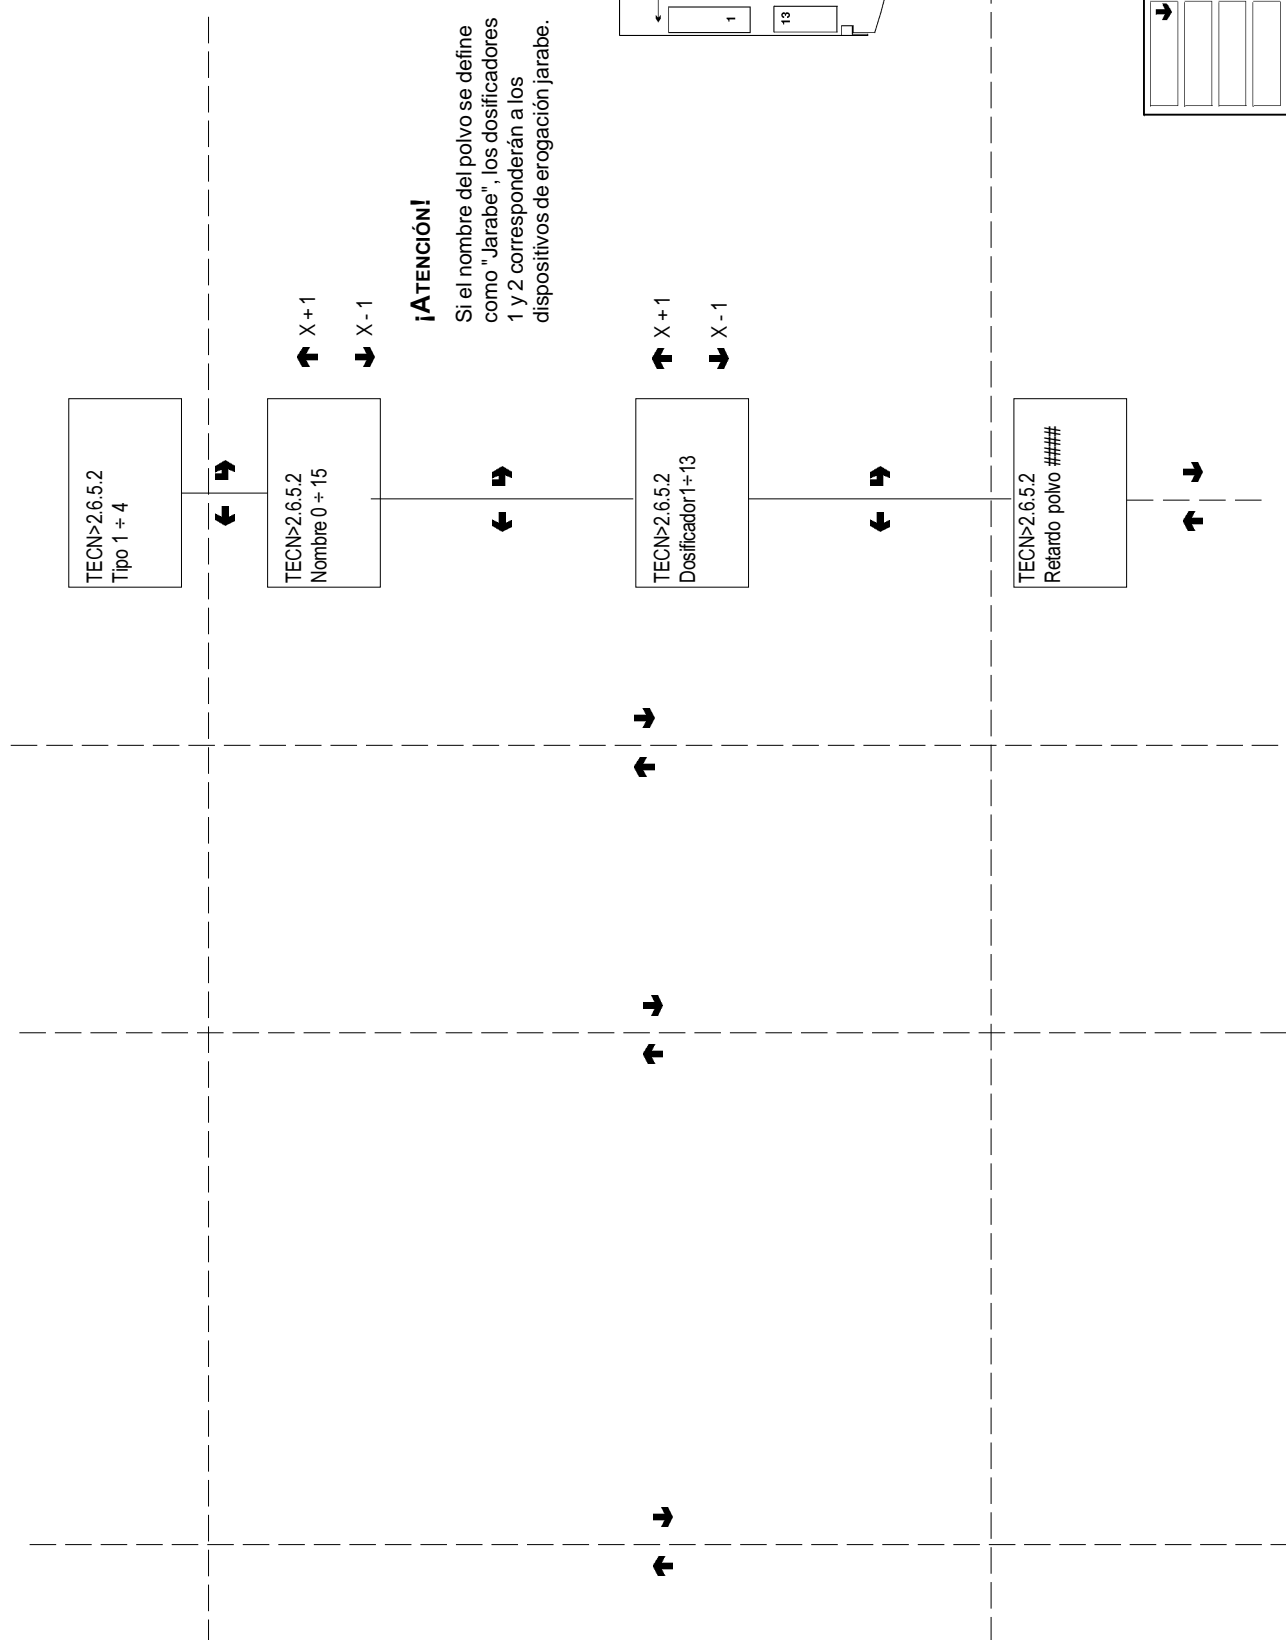 TECN>2.6.5.2
Tipo 1 ÷ 4
TECN>2.6.5.2
Nombre 0 ÷ 15
X + 1
X - 1
¡ATENCIÓN!
Si el nombre del polvo se define
como "Jarabe", los dosificadores
1 y 2 corresponderán a los
dispositivos de erogación jarabe.
TECN>2.6.5.2
Dosificador1÷13
X + 1
X - 1
1
13
TECN>2.6.5.2
Retardo polvo ####